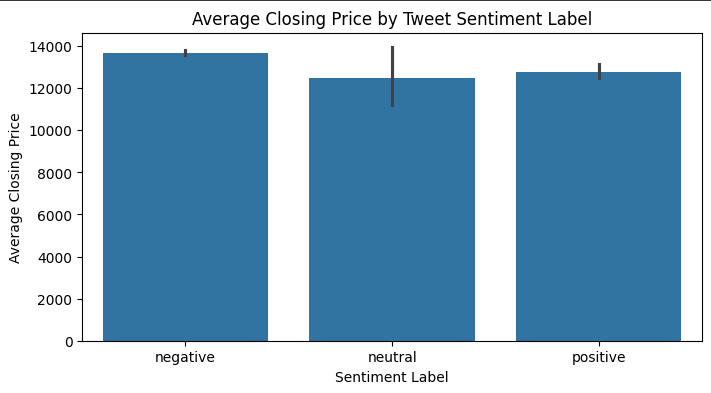 Average Closing Price by Tweet Sentiment Label
Average Closing Price
14000
12000
10000
8000
6000
4000
2000
0
negative neutral positive
Sentiment Label